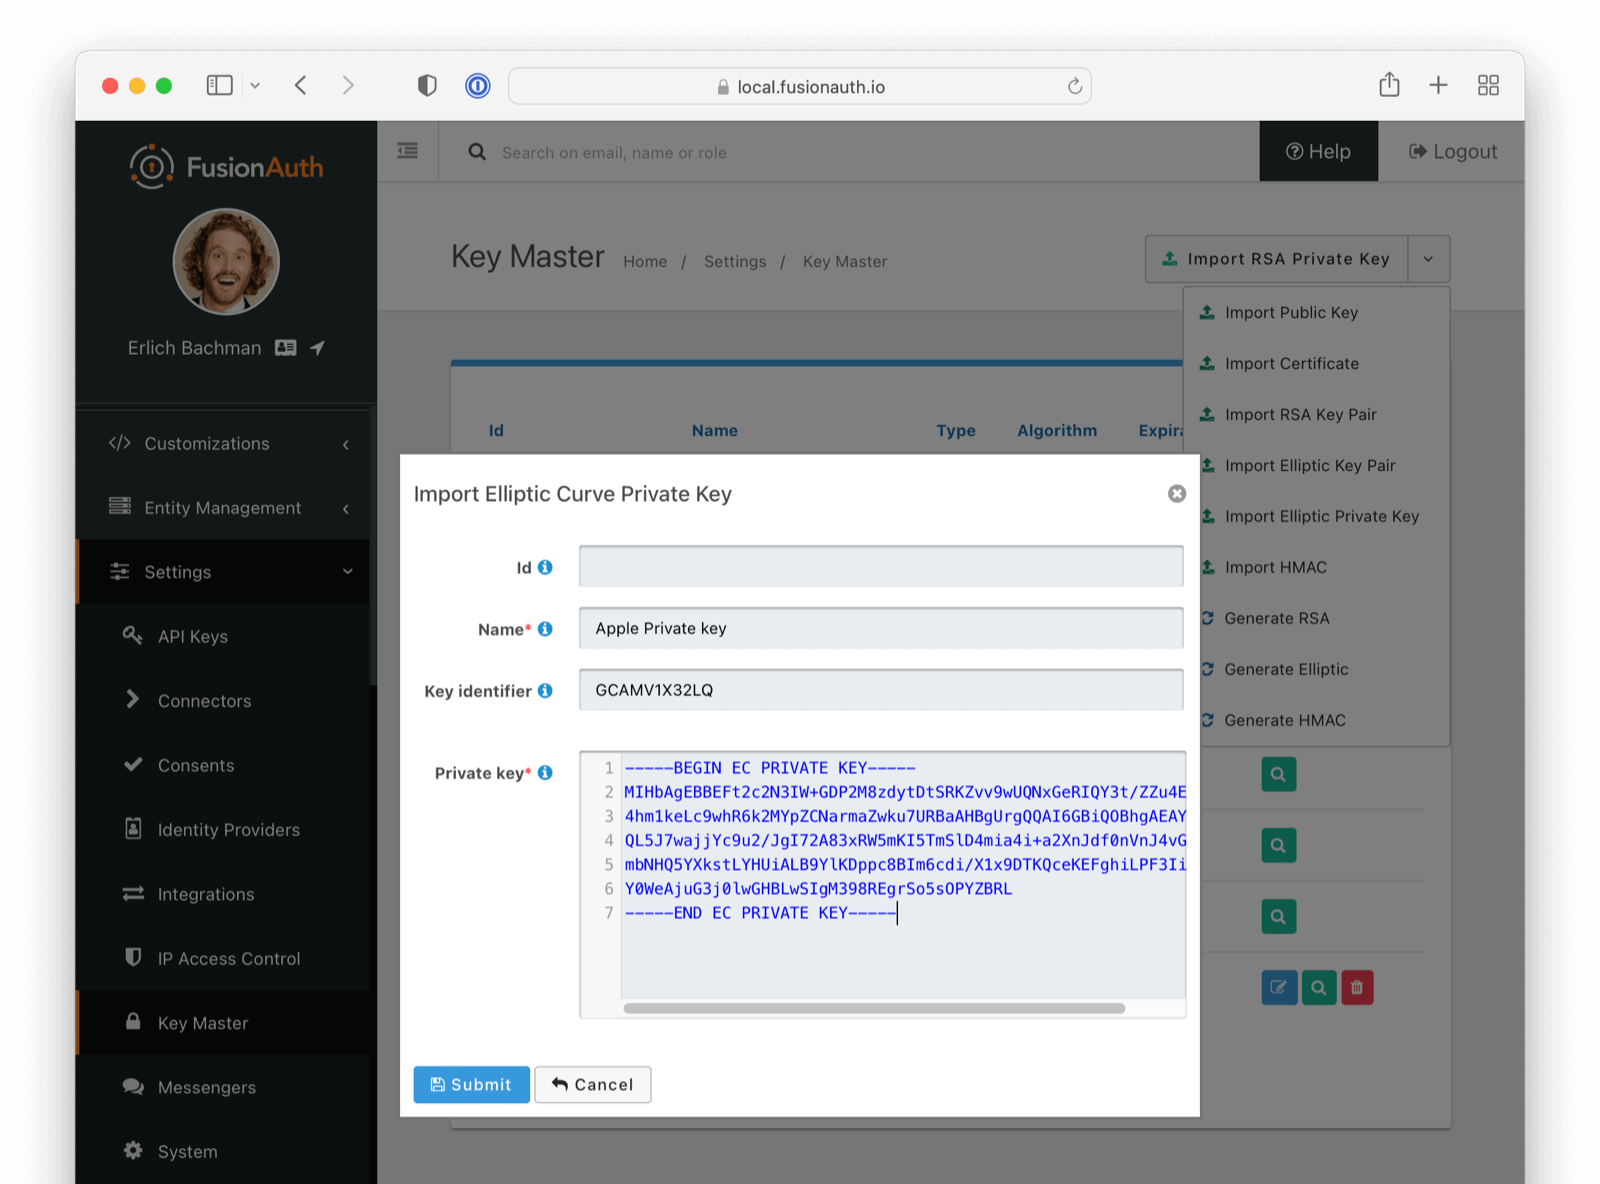 local.fusionauth.io
FusionAuth
Search on email, name or role
Help
Logout
Erlich Bachman
Key Master
Home / Settings / Key Master
Import RSA Private Key
Import Public Key
Import Certificate
Import RSA Key Pair
Import Elliptic Key Pair
Import Elliptic Private Key
Import HMAC
Generate RSA
Generate Elliptic
Generate HMAC
Customizations
Entity Management
Settings
API Keys
Connectors
Consents
Identity Providers
Integrations
IP Access Control
Key Master
Messengers
System
Id Name Type Algorithm Expira
Import Elliptic Curve Private Key
Id
Name* Apple Private key
Key identifier GCAMV1X32LQ
Private key*
1 -----BEGIN EC PRIVATE KEY-----
2 MIHbAgEBBEFt2c2N3IW+GDP2M8zdytDtSRKZvv9wUQNxGeRIQY3t/ZZu4E
3 4hm1keLc9whR6k2MYpZCNarmaZwku7URBaAHBgUrgQQAI6GBiQOBhgAEAY
4 QL5J7wajjYc9u2/JgI72A83xRW5mKI5TmSlD4mia4i+a2XnJdf0nVnJ4vG
5 mbNHQ5YXkstLYHUiALB9YlKDppc8BIm6cdi/X1x9DTKQceKEFghiLPF3Ii
6 Y0WeAjuG3j0lwGHBLwSIgM398REgrSo5sOPYZBRL
7 -----END EC PRIVATE KEY-----
Submit
Cancel